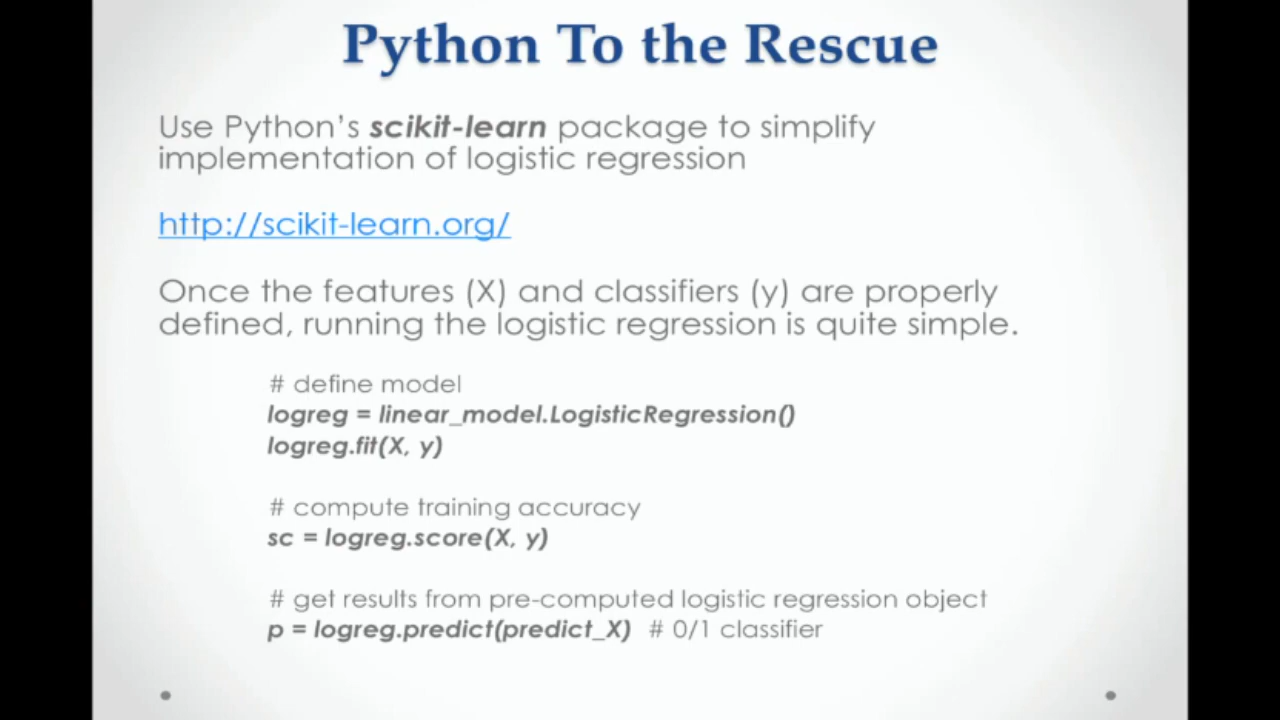 Python To the Rescue
Use Python's scikit-learn package to simplify
implementation of logistic regression
http://scikit-learn.org/
Once the features (X) and classifiers (y) are properly
defined, running the logistic regression is quite simple.
# define model
logreg = linear_model.LogisticRegression()
logreg.fit(X, y)
# compute training accuracy
sc = logreg.score(X, y)
# get results from pre-computed logistic regression object
p = logreg.predict(predict_X) # 0/1 classifier